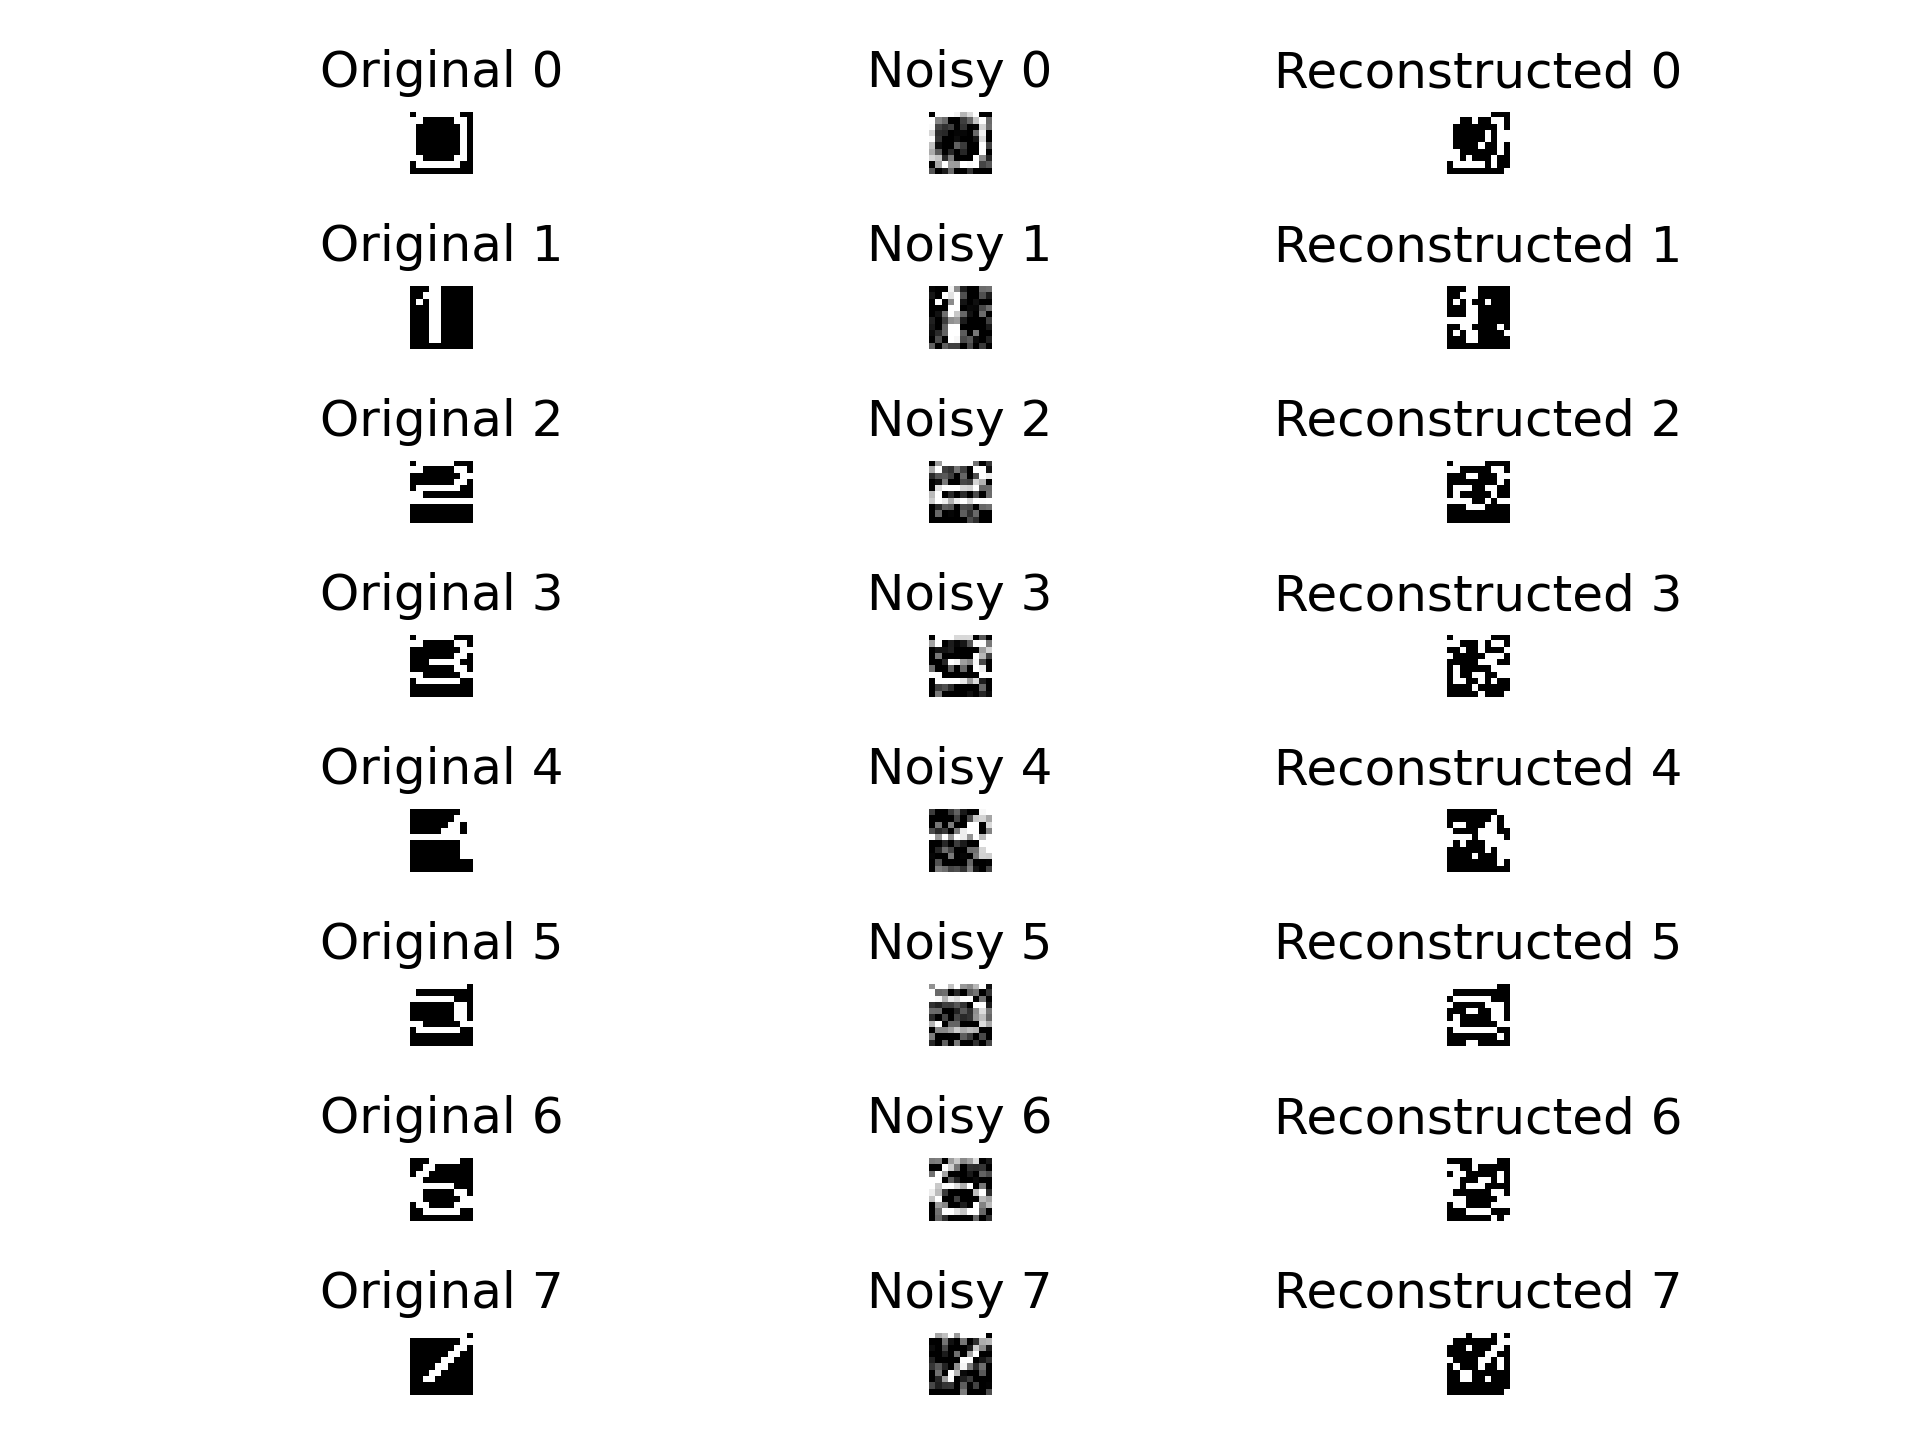 Original 0 Noisy 0 Reconstructed 0
Original 1 Noisy 1 Reconstructed 1
Original 2 Noisy 2 Reconstructed 2
Original 3 Noisy 3 Reconstructed 3
Original 4 Noisy 4 Reconstructed 4
Original 5 Noisy 5 Reconstructed 5
Original 6 Noisy 6 Reconstructed 6
Original 7 Noisy 7 Reconstructed 7